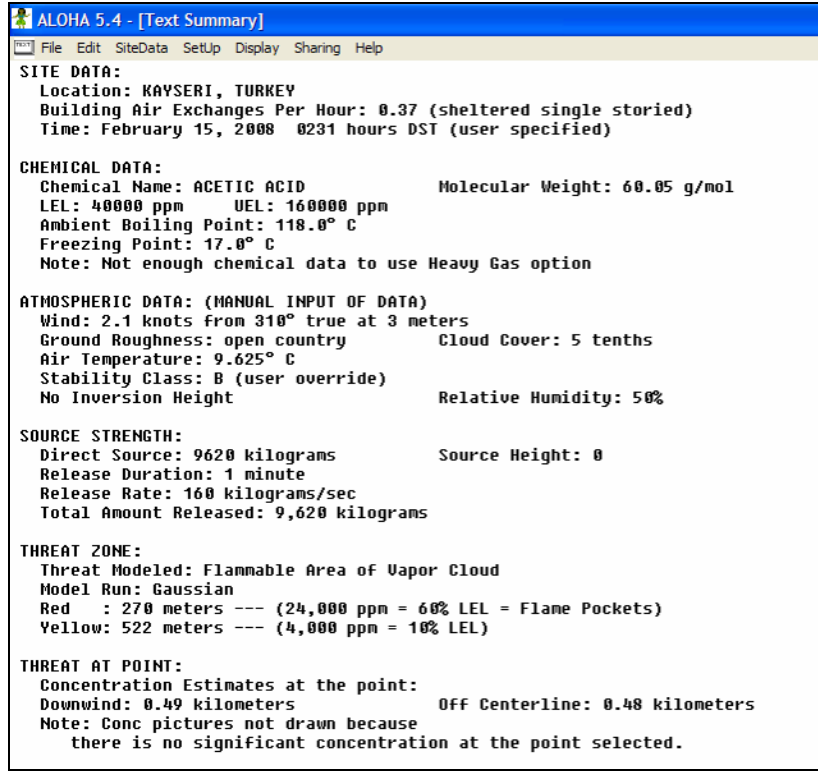 ALOHA 5.4 - [Text Summary]
File Edit SiteData SetUp Display Sharing Help
SITE DATA:
Location: KAYSERI, TURKEY
Building Air Exchanges Per Hour: 0.37 (sheltered single storied)
Time: February 15, 2008 0231 hours DST (user specified)
CHEMICAL DATA:
Chemical Name: ACETIC ACID Molecular Weight: 60.05 g/mol
LEL: 40000 ppm UEL: 160000 ppm
Ambient Boiling Point: 118.0° C
Freezing Point: 17.0° C
Note: Not enough chemical data to use Heavy Gas option
ATMOSPHERIC DATA: (MANUAL INPUT OF DATA)
Wind: 2.1 knots from 310° true at 3 meters
Ground Roughness: open country Cloud Cover: 5 tenths
Air Temperature: 9.625° C
Stability Class: B (user override)
No Inversion Height Relative Humidity: 50%
SOURCE STRENGTH:
Direct Source: 9620 kilograms Source Height: 0
Release Duration: 1 minute
Release Rate: 160 kilograms/sec
Total Amount Released: 9,620 kilograms
THREAT ZONE:
Threat Modeled: Flammable Area of Vapor Cloud
Model Run: Gaussian
Red : 270 meters --- (24,000 ppm = 60% LEL = Flame Pockets)
Yellow: 522 meters --- (4,000 ppm = 10% LEL)
THREAT AT POINT:
Concentration Estimates at the point:
Downwind: 0.49 kilometers Off Centerline: 0.48 kilometers
Note: Conc pictures not drawn because
there is no significant concentration at the point selected.